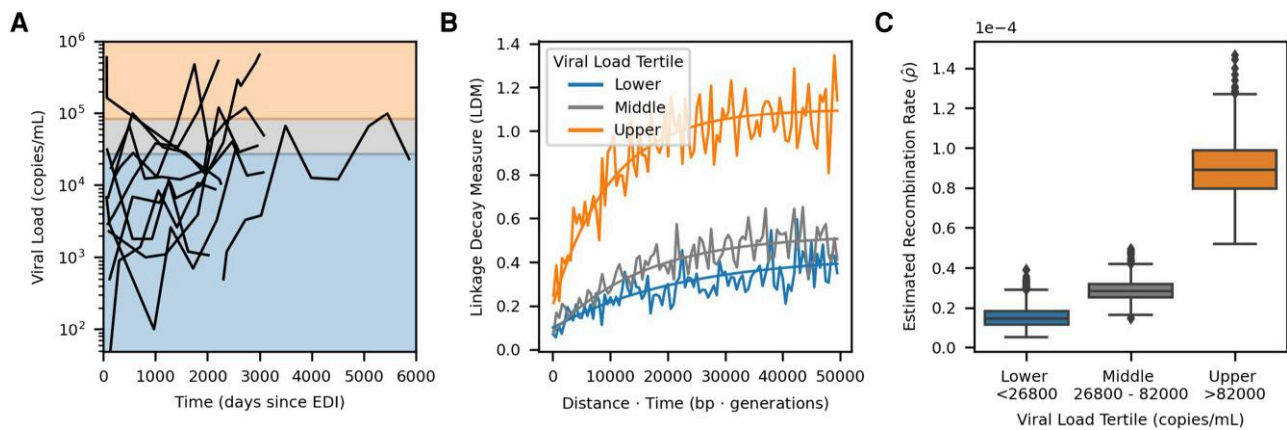 A
Viral Load (copies/mL)
10^6
10^5
10^4
10^3
10^2
0 1000 2000 3000 4000 5000 6000
Time (days since EDI)
B
Linkage Decay Measure (LDM)
1.4
1.2
1.0
0.8
0.6
0.4
0.2
0.0
Viral Load Tertile
Lower
Middle
Upper
0 10000 20000 30000 40000 50000
Distance · Time (bp · generations)
C
1e−4
Estimated Recombination Rate (ρ̂)
1.4
1.2
1.0
0.8
0.6
0.4
0.2
0.0
Lower Middle Upper
<26800 26800 - 82000 >82000
Viral Load Tertile (copies/mL)